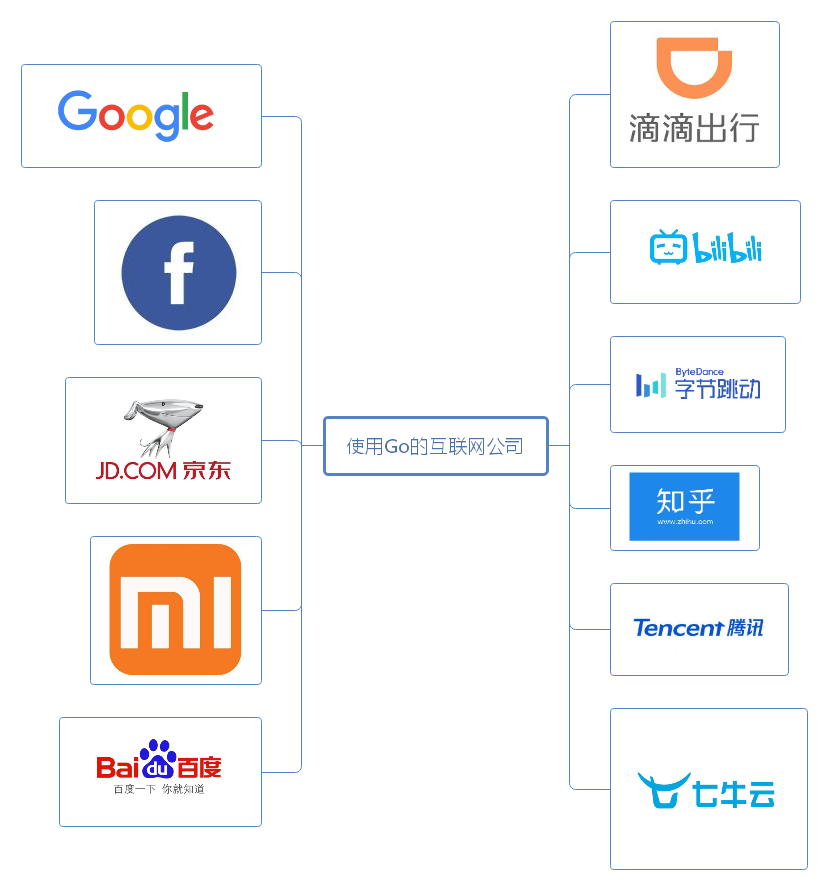 Google
f
JD.COM 京东
mi
Bai du 百度
百度一下 你就知道
使用Go的互联网公司
滴滴出行
bilibili
ByteDance
字节跳动
知乎
www.zhihu.com
Tencent 腾讯
七牛云